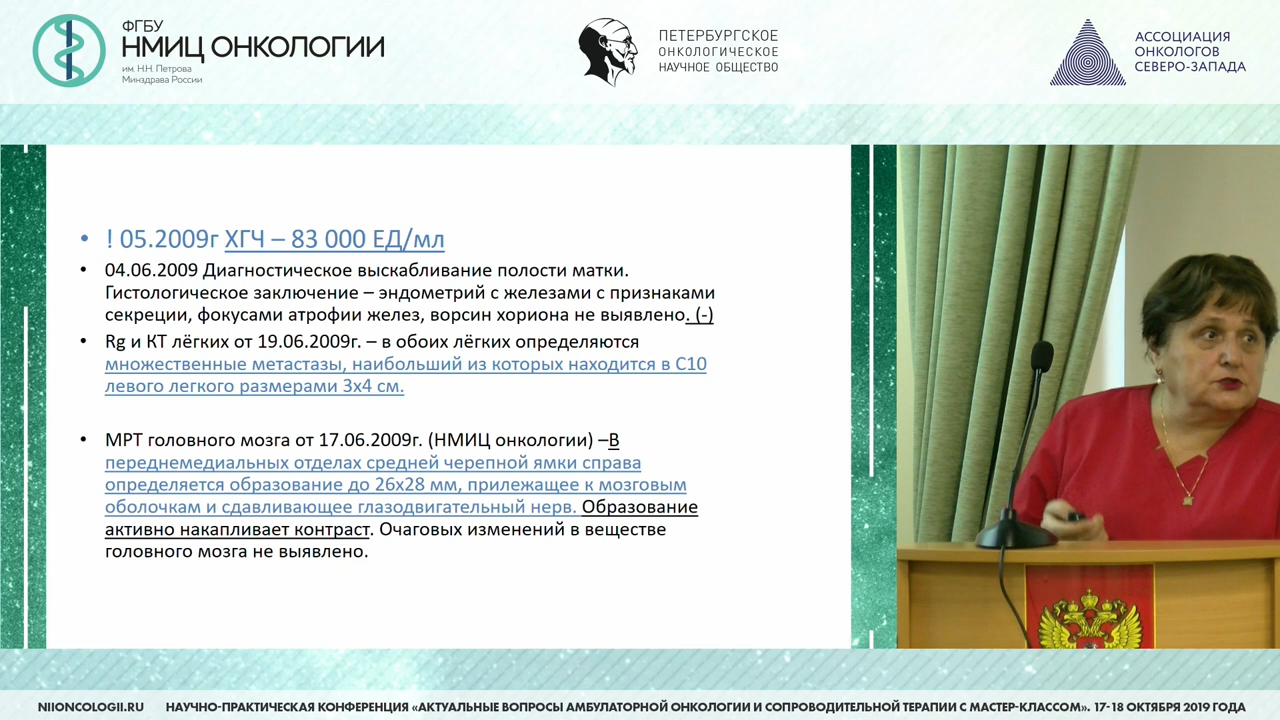 ФГБУ
НМИЦ ОНКОЛОГИИ
им. Н.Н. Петрова
Минздрава России
ПЕТЕРБУРГСКОЕ
ОНКОЛОГИЧЕСКОЕ
НАУЧНОЕ ОБЩЕСТВО
АССОЦИАЦИЯ
ОНКОЛОГОВ
СЕВЕРО-ЗАПАДА
• ! 05.2009г ХГЧ – 83 000 ЕД/мл
• 04.06.2009 Диагностическое выскабливание полости матки.
Гистологическое заключение – эндометрий с железами с признаками
секреции, фокусами атрофии желез, ворсин хориона не выявлено. (-)
• Rg и КТ лёгких от 19.06.2009г. – в обоих лёгких определяются
множественные метастазы, наибольший из которых находится в С10
левого легкого размерами 3х4 см.
• МРТ головного мозга от 17.06.2009г. (НМИЦ онкологии) –В
переднемедиальных отделах средней черепной ямки справа
определяется образование до 26х28 мм, прилежащее к мозговым
оболочкам и сдавливающее глазодвигательный нерв. Образование
активно накапливает контраст. Очаговых изменений в веществе
головного мозга не выявлено.
NIIONCOLOGII.RU НАУЧНО-ПРАКТИЧЕСКАЯ КОНФЕРЕНЦИЯ «АКТУАЛЬНЫЕ ВОПРОСЫ АМБУЛАТОРНОЙ ОНКОЛОГИИ И СОПРОВОДИТЕЛЬНОЙ ТЕРАПИИ С МАСТЕР-КЛАССОМ». 17-18 ОКТЯБРЯ 2019 ГОДА